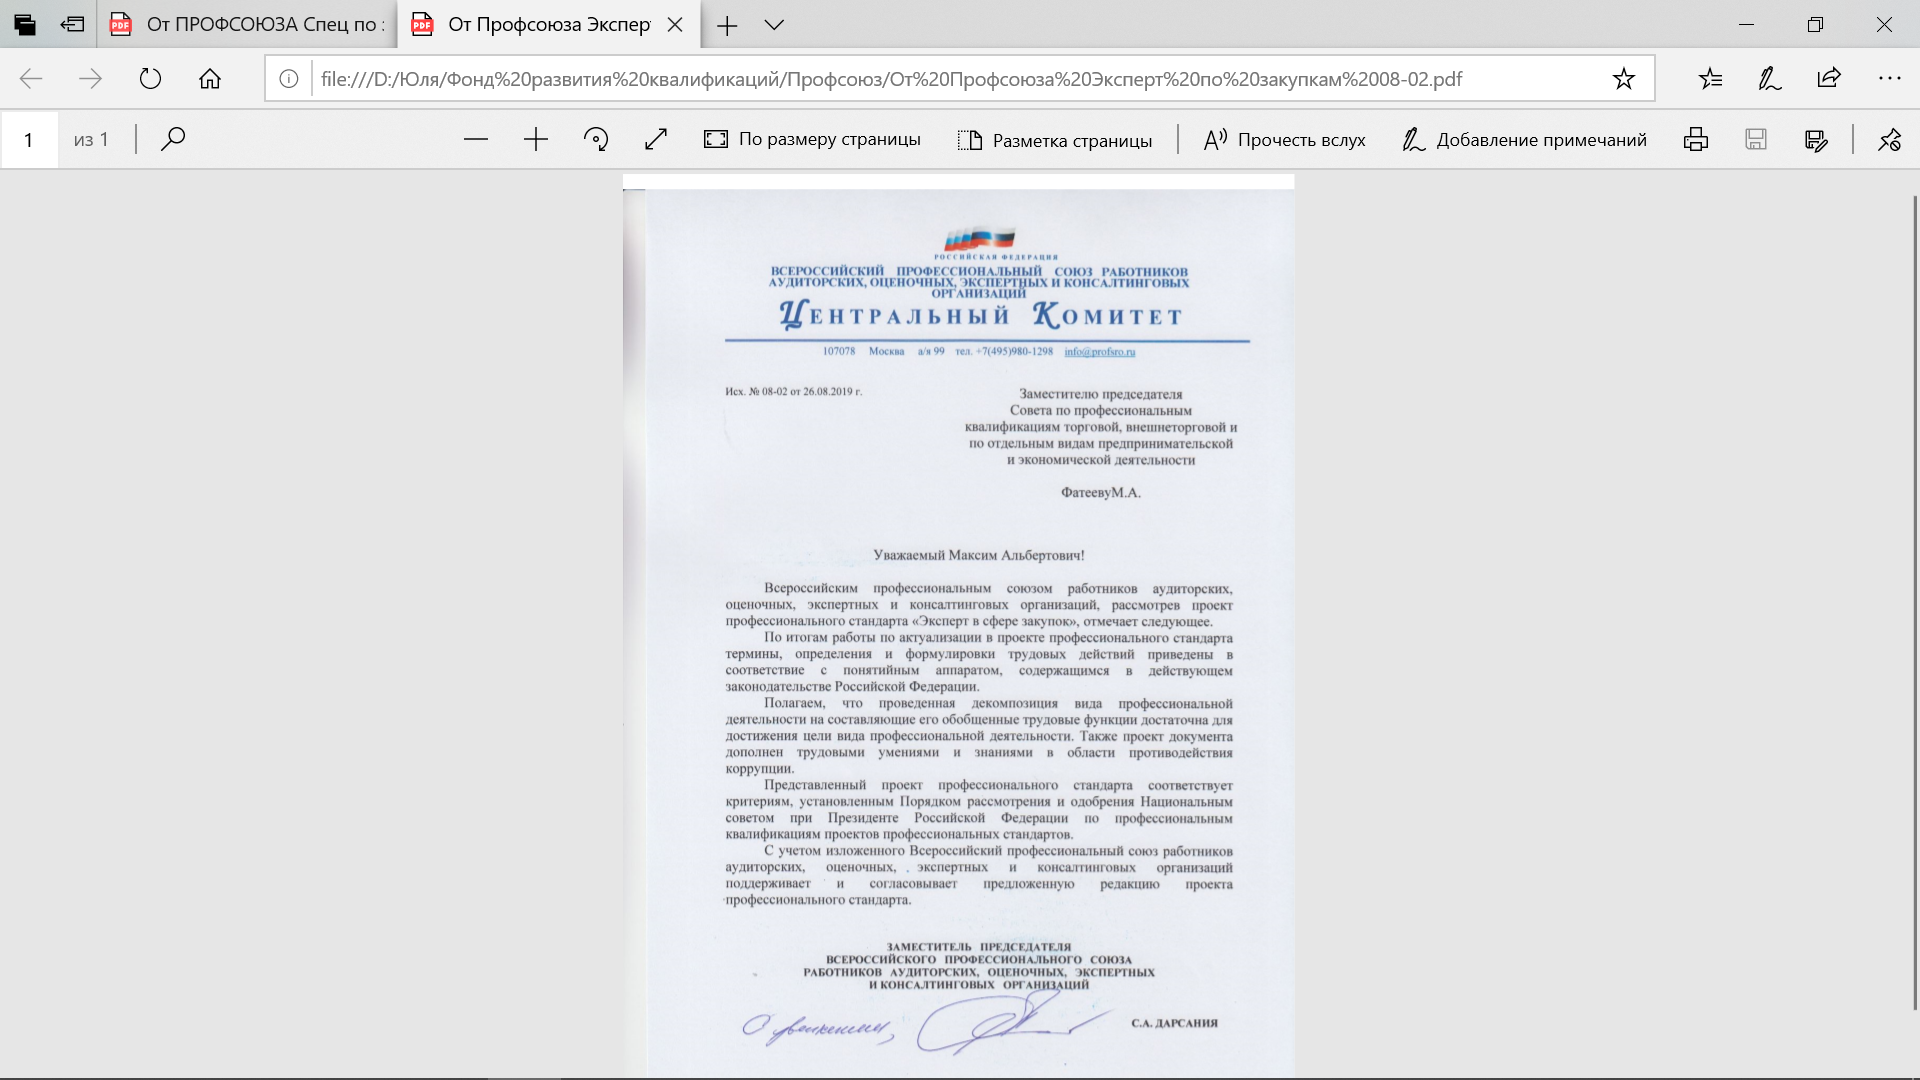 От ПРОФСОЮЗА Спец по з
От Профсоюза Эксперт
file:///D:/Юля/Фонд%20развития%20квалификаций/Профсоюз/От%20Профсоюза%20Эксперт%20по%20закупкам%2008-02.pdf
1 из 1 По размеру страницы Разметка страницы Прочесть вслух Добавление примечаний
РОССИЙСКАЯ ФЕДЕРАЦИЯ
ВСЕРОССИЙСКИЙ ПРОФЕССИОНАЛЬНЫЙ СОЮЗ РАБОТНИКОВ
АУДИТОРСКИХ, ОЦЕНОЧНЫХ, ЭКСПЕРТНЫХ И КОНСАЛТИНГОВЫХ
ОРГАНИЗАЦИЙ
ЦЕНТРАЛЬНЫЙ КОМИТЕТ
107078 Москва а/я 99 тел. +7(495)980-1298 info@profsro.ru
Исх. № 08-02 от 26.08.2019 г.
Заместителю председателя
Совета по профессиональным
квалификациям торговой, внешнеторговой и
по отдельным видам предпринимательской
и экономической деятельности
ФатеевуМ.А.
Уважаемый Максим Альбертович!
Всероссийским профессиональным союзом работников аудиторских,
оценочных, экспертных и консалтинговых организаций, рассмотрев проект
профессионального стандарта «Эксперт в сфере закупок», отмечает следующее.
По итогам работы по актуализации в проекте профессионального стандарта
термины, определения и формулировки трудовых действий приведены в
соответствие с понятийным аппаратом, содержащимся в действующем
законодательстве Российской Федерации.
Полагаем, что проведенная декомпозиция вида профессиональной
деятельности на составляющие его обобщенные трудовые функции достаточна для
достижения цели вида профессиональной деятельности. Также проект документа
дополнен трудовыми умениями и знаниями в области противодействия
коррупции.
Представленный проект профессионального стандарта соответствует
критериям, установленным Порядком рассмотрения и одобрения Национальным
советом при Президенте Российской Федерации по профессиональным
квалификациям проектов профессиональных стандартов.
С учетом изложенного Всероссийский профессиональный союз работников
аудиторских, оценочных, экспертных и консалтинговых организаций
поддерживает и согласовывает предложенную редакцию проекта
профессионального стандарта.
ЗАМЕСТИТЕЛЬ ПРЕДСЕДАТЕЛЯ
ВСЕРОССИЙСКОГО ПРОФЕССИОНАЛЬНОГО СОЮЗА
РАБОТНИКОВ АУДИТОРСКИХ, ОЦЕНОЧНЫХ, ЭКСПЕРТНЫХ
И КОНСАЛТИНГОВЫХ ОРГАНИЗАЦИЙ
С уважением,
С.А. ДАРСАНИЯ